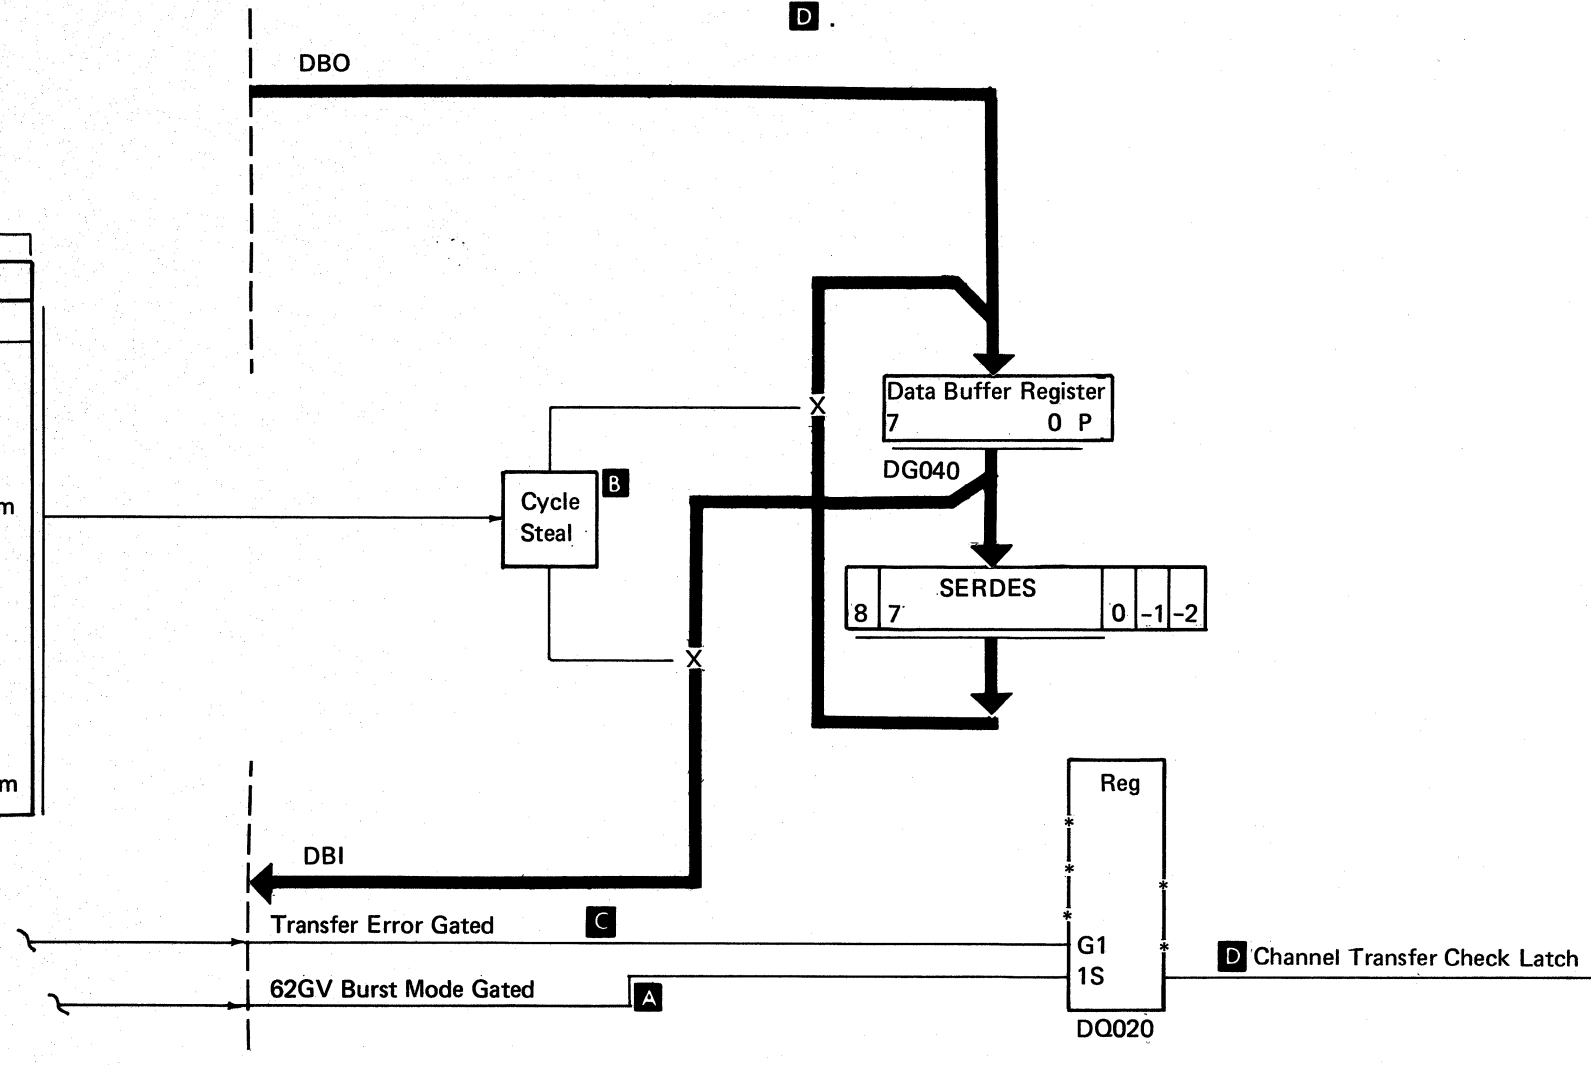 D .
DBO
X
Data Buffer Register
7 0 P
DG040
B
Cycle
Steal
m
SERDES
8 7 0 -1 -2
X
m
Reg
*
*
*
*
*
DBI
Transfer Error Gated C
G1
D Channel Transfer Check Latch
62GV Burst Mode Gated A
1S
DQ020